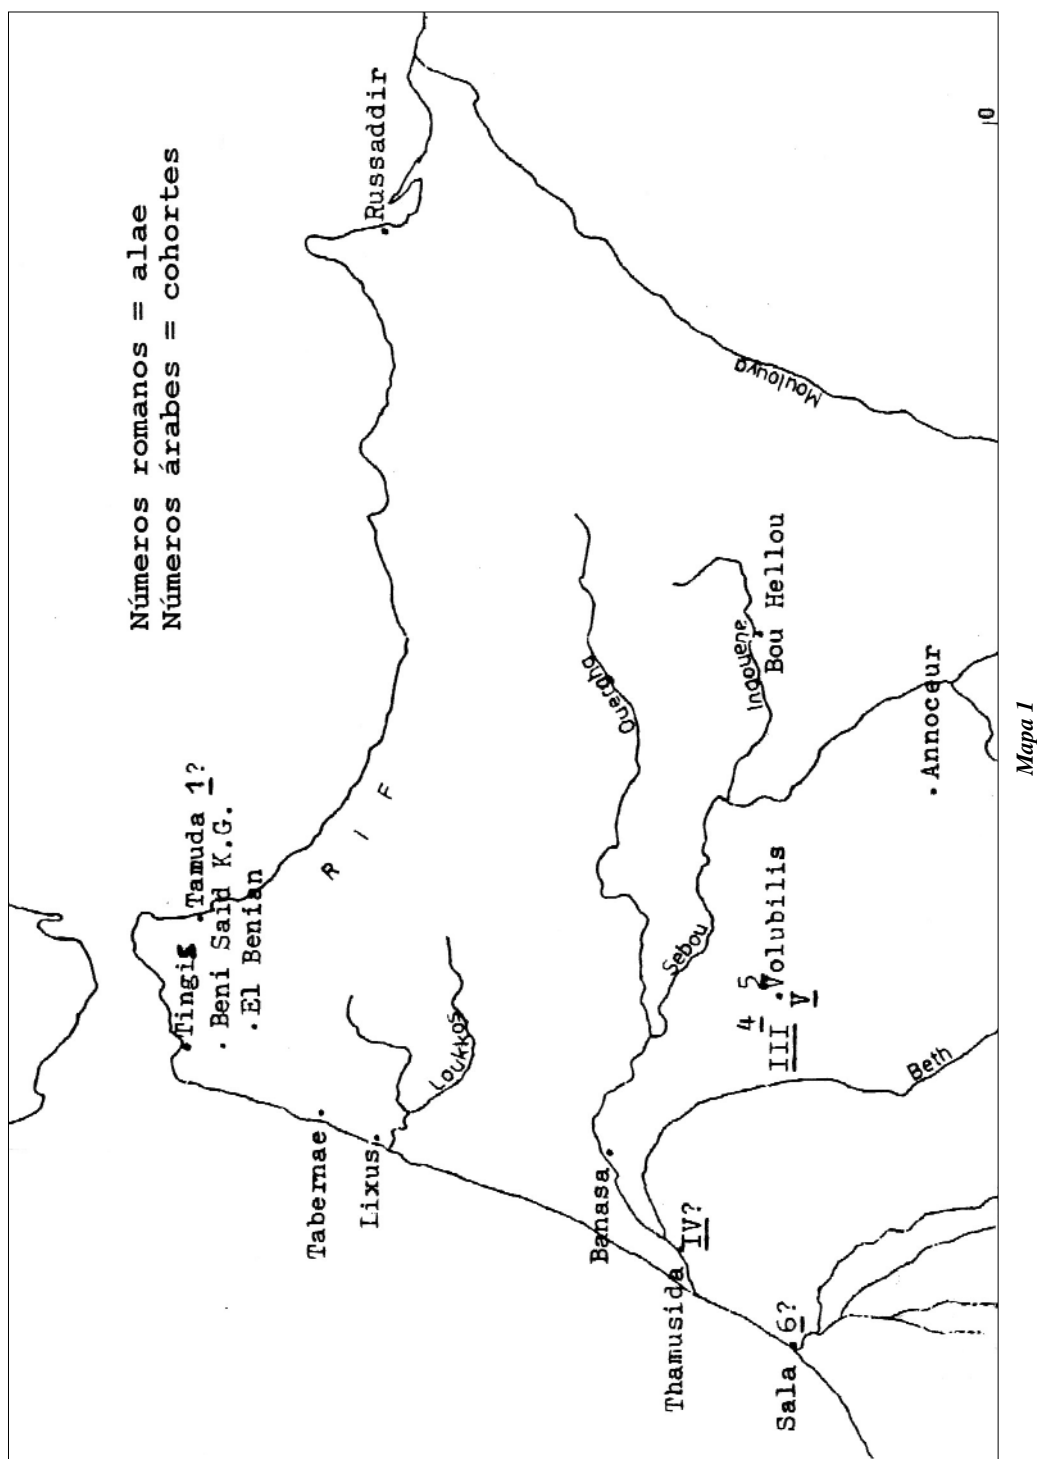 Números romanos = alae
Números árabes = cohortes
Tingis
Tamuda 1?
Beni Said K.G.
El Benian
Russaddir
R I F
Tabernae
Lixus
Loukkos
Ouergha
Moulouya
Banasa
Sebou
Inaouene
Bou Hellou
Thamusida
IV?
4 5
III
Volubilis
V
Beth
Annoceur
Sala 6?
0
Mapa 1